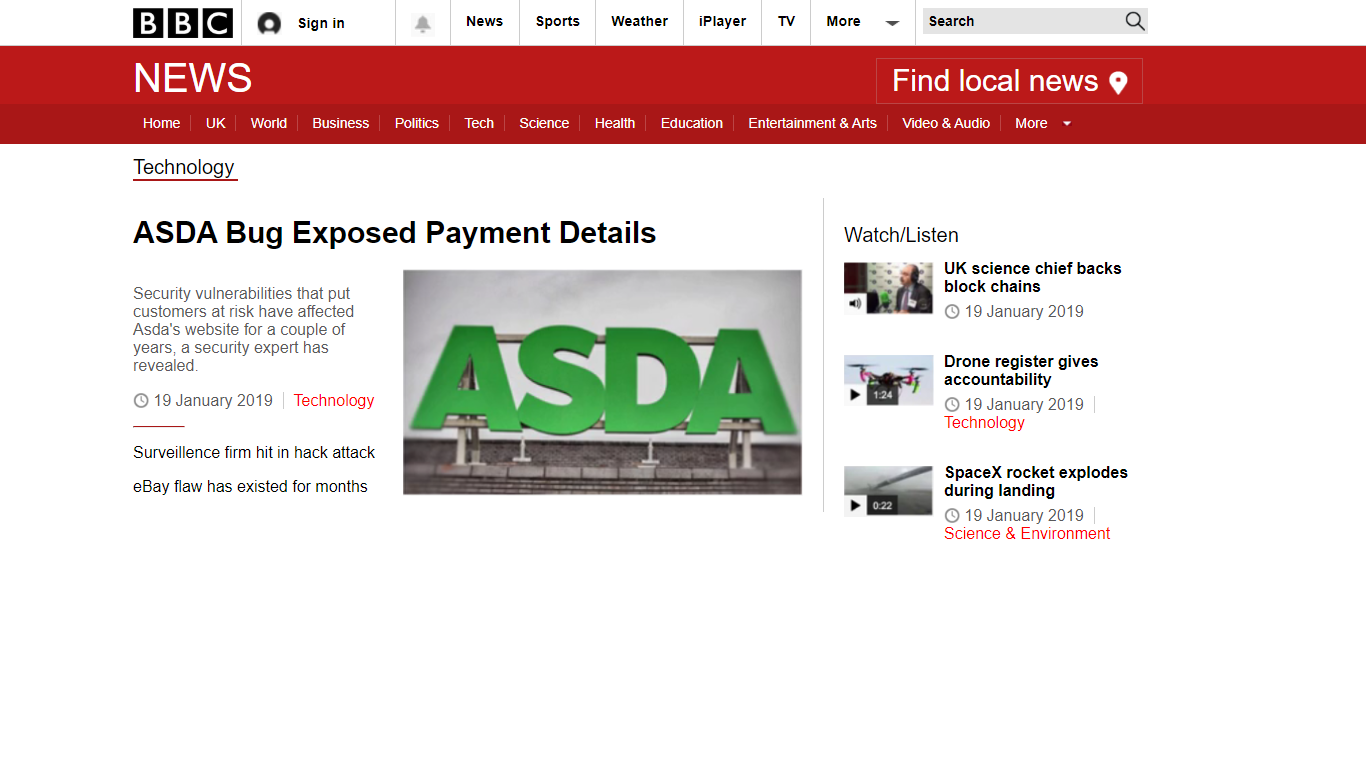 BBC
Sign in
News
Sports
Weather
iPlayer
TV
More
Search
NEWS
Find local news
Home
UK
World
Business
Politics
Tech
Science
Health
Education
Entertainment & Arts
Video & Audio
More
Technology
ASDA Bug Exposed Payment Details
Security vulnerabilities that put
customers at risk have affected
Asda's website for a couple of
years, a security expert has
revealed.
19 January 2019
Technology
Surveillence firm hit in hack attack
eBay flaw has existed for months
ASDA
Watch/Listen
UK science chief backs
block chains
19 January 2019
Drone register gives
accountability
1:24
19 January 2019
Technology
SpaceX rocket explodes
during landing
0:22
19 January 2019
Science & Environment